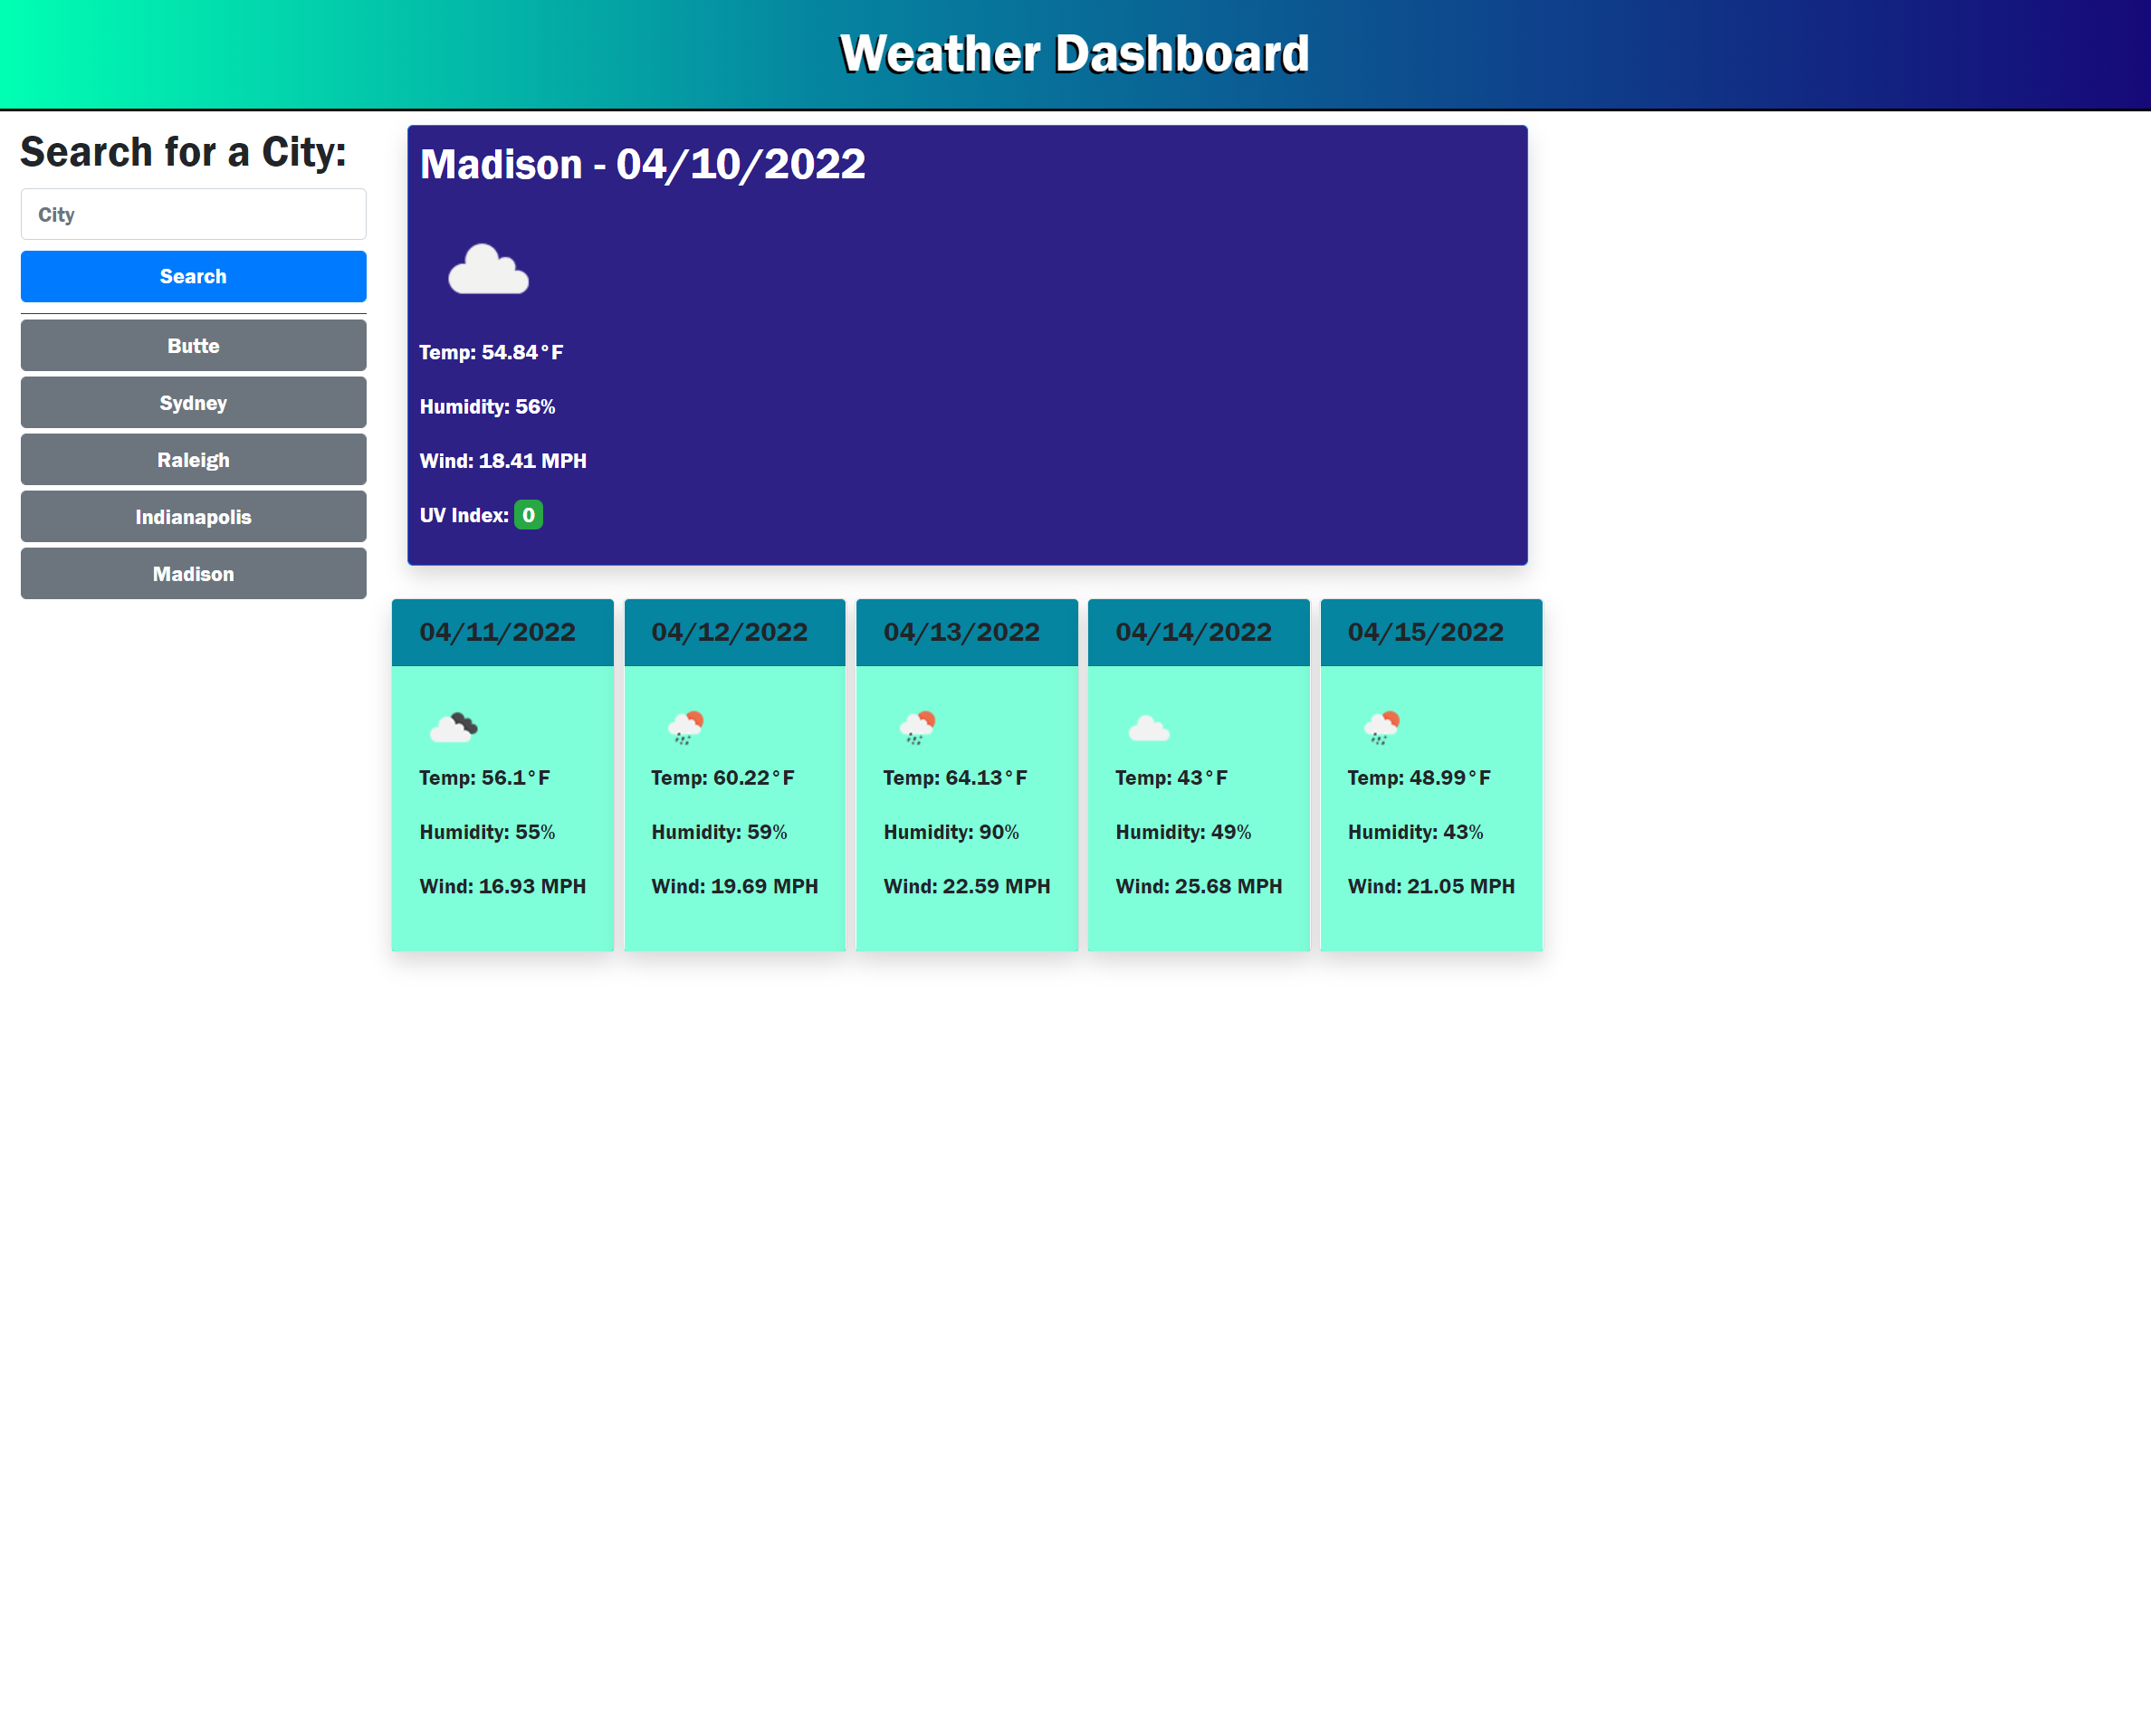 Weather Dashboard
Search for a City:
City
Search
Butte
Sydney
Raleigh
Indianapolis
Madison
Madison - 04/10/2022
Temp: 54.84°F
Humidity: 56%
Wind: 18.41 MPH
UV Index: 0
04/11/2022
Temp: 56.1°F
Humidity: 55%
Wind: 16.93 MPH
04/12/2022
Temp: 60.22°F
Humidity: 59%
Wind: 19.69 MPH
04/13/2022
Temp: 64.13°F
Humidity: 90%
Wind: 22.59 MPH
04/14/2022
Temp: 43°F
Humidity: 49%
Wind: 25.68 MPH
04/15/2022
Temp: 48.99°F
Humidity: 43%
Wind: 21.05 MPH